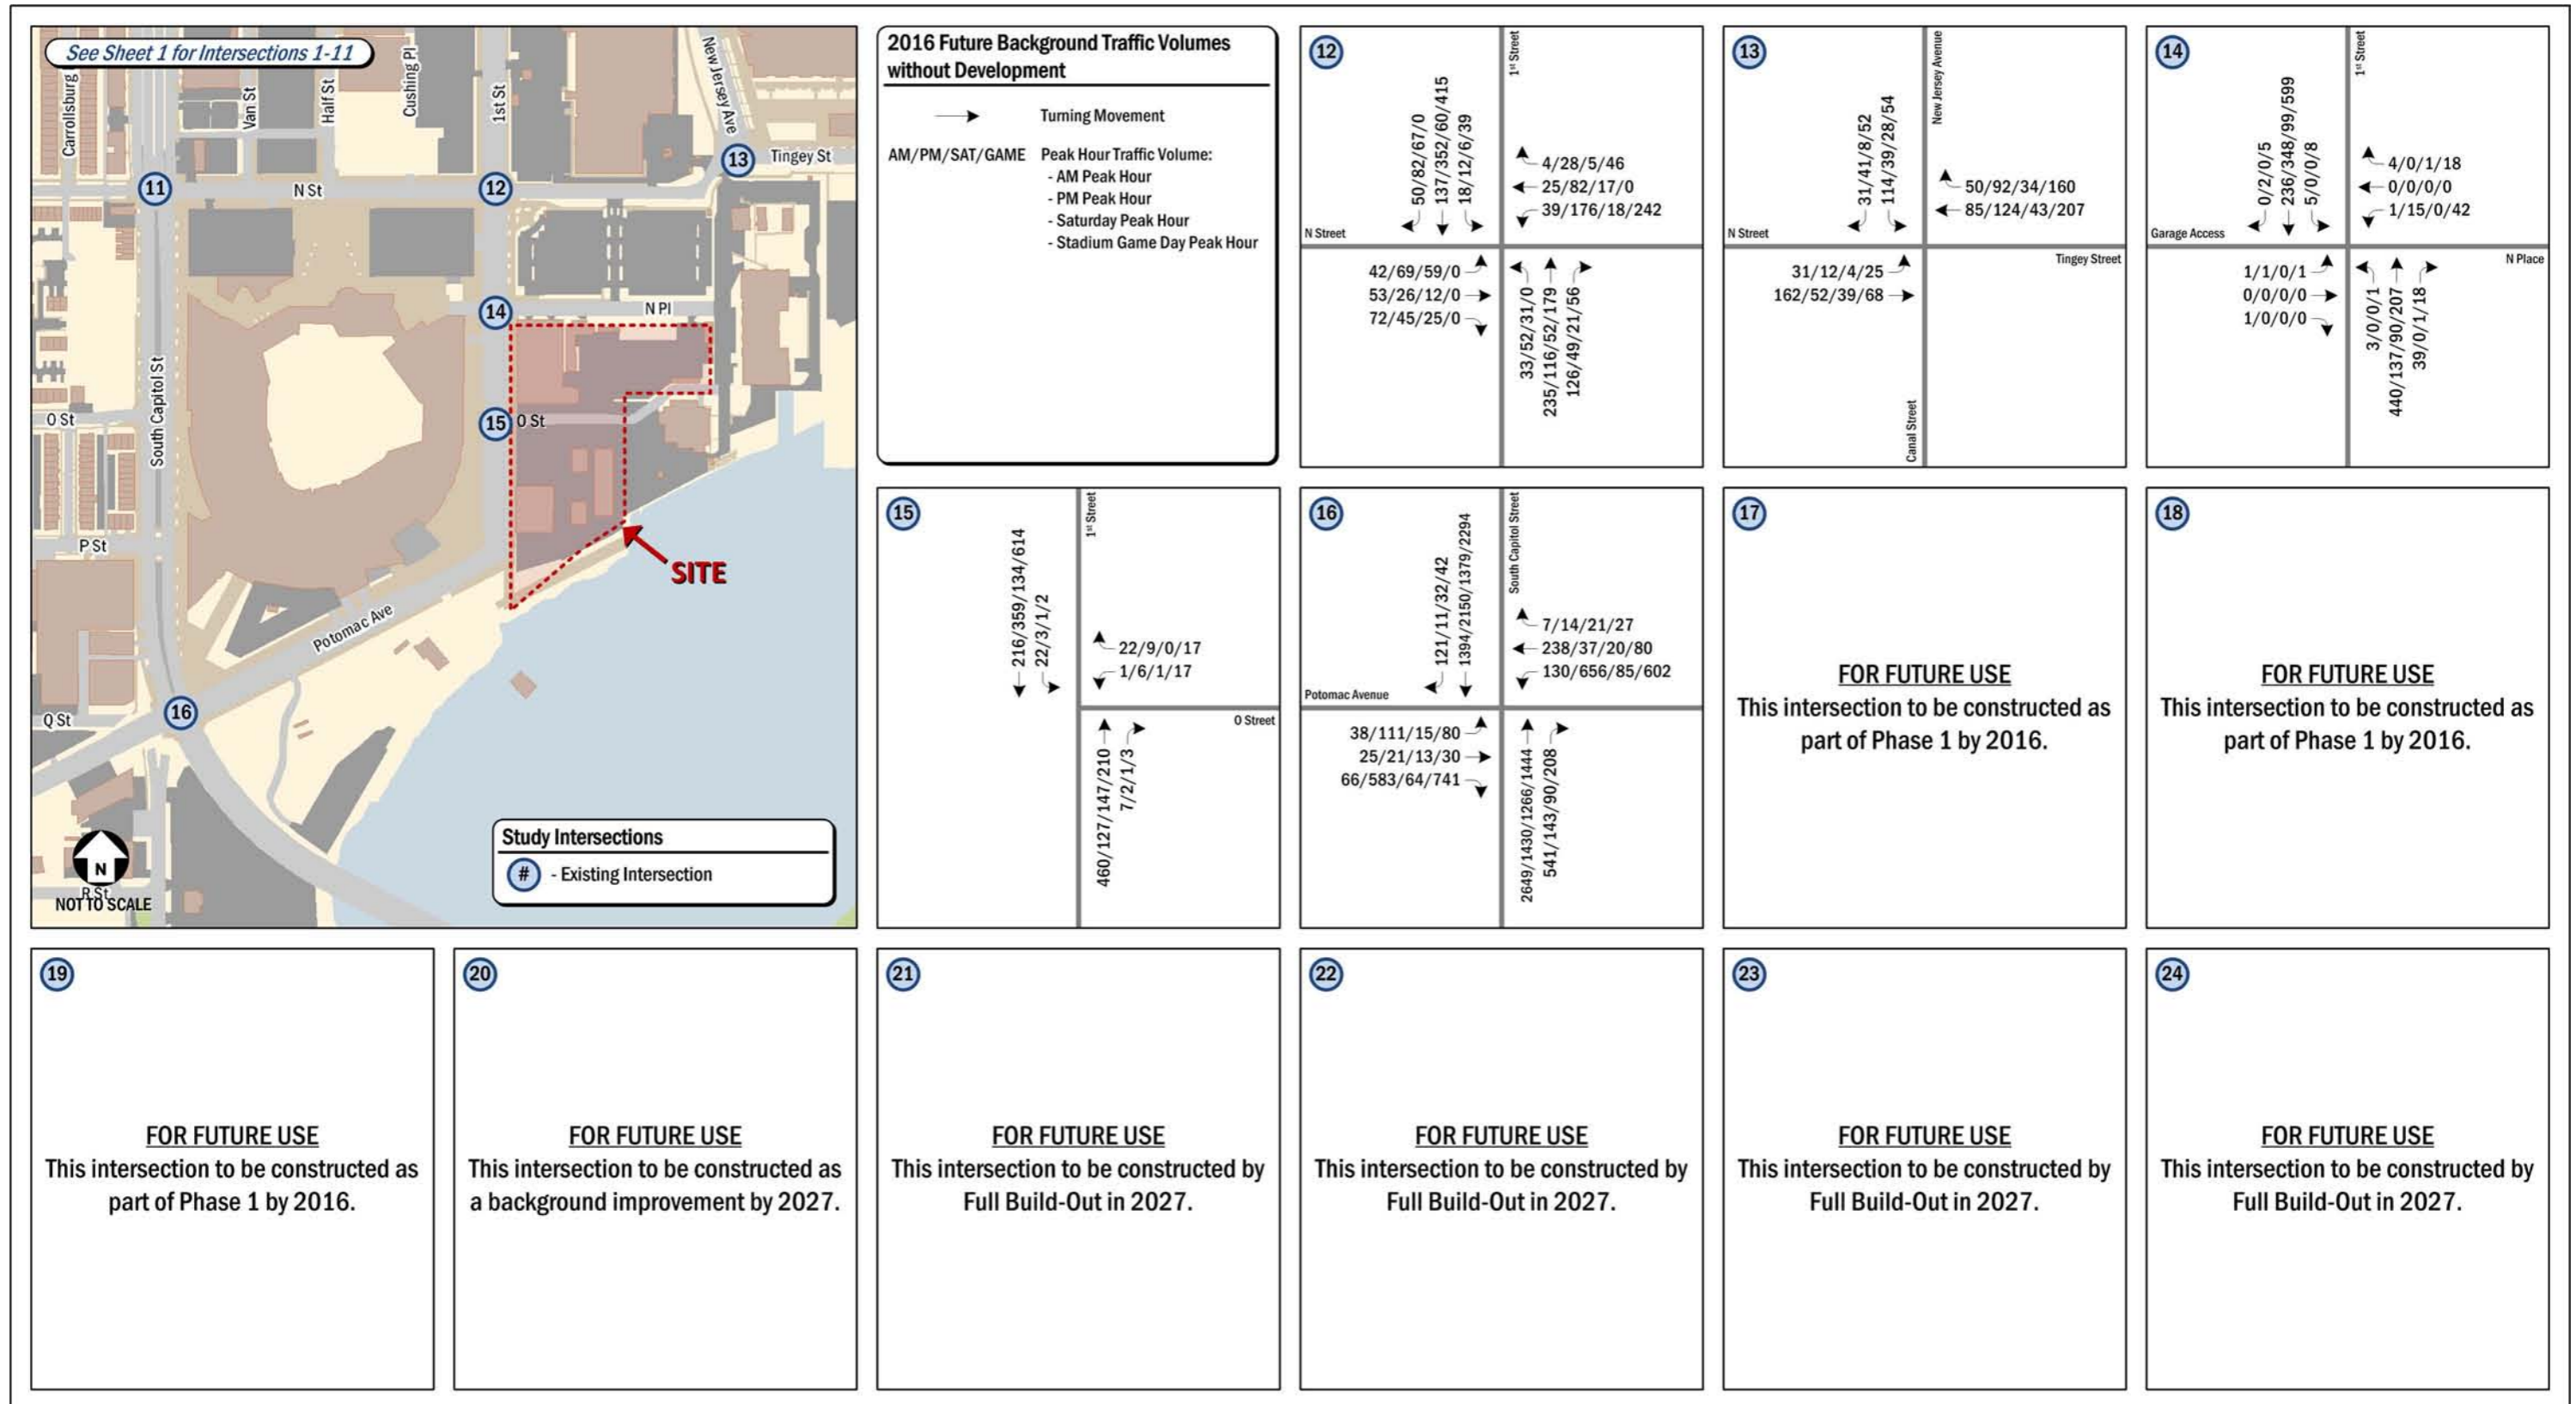 See Sheet 1 for Intersections 1-11
Carrollsburg
Van St
Half St
Cushing Pl
1st St
New Jersey Ave
13
Tingey St
11
N St
12
14
N Pl
15
O St
O St
South Capitol St
P St
SITE
Potomac Ave
16
Q St
N
R St
NOT TO SCALE
Study Intersections
# - Existing Intersection
2016 Future Background Traffic Volumes
without Development
Turning Movement
AM/PM/SAT/GAME Peak Hour Traffic Volume:
- AM Peak Hour
- PM Peak Hour
- Saturday Peak Hour
- Stadium Game Day Peak Hour
12
1st Street
50/82/67/0
137/352/60/415
18/12/6/39
4/28/5/46
25/82/17/0
39/176/18/242
N Street
42/69/59/0
53/26/12/0
72/45/25/0
33/52/31/0
235/116/52/179
126/49/21/56
13
New Jersey Avenue
31/41/8/52
114/39/28/54
50/92/34/160
85/124/43/207
N Street
Tingey Street
31/12/4/25
162/52/39/68
Canal Street
14
1st Street
0/2/0/5
236/348/99/599
5/0/0/8
4/0/1/18
0/0/0/0
1/15/0/42
Garage Access
N Place
1/1/0/1
0/0/0/0
1/0/0/0
3/0/0/1
440/137/90/207
39/0/1/18
15
1st Street
216/359/134/614
22/3/1/2
22/9/0/17
1/6/1/17
O Street
460/127/147/210
7/2/1/3
16
South Capitol Street
121/11/32/42
1394/2150/1379/2294
7/14/21/27
238/37/20/80
130/656/85/602
Potomac Avenue
38/111/15/80
25/21/13/30
66/583/64/741
2649/1430/1266/1444
541/143/90/208
17
FOR FUTURE USE
This intersection to be constructed as
part of Phase 1 by 2016.
18
FOR FUTURE USE
This intersection to be constructed as
part of Phase 1 by 2016.
19
FOR FUTURE USE
This intersection to be constructed as
part of Phase 1 by 2016.
20
FOR FUTURE USE
This intersection to be constructed as
a background improvement by 2027.
21
FOR FUTURE USE
This intersection to be constructed by
Full Build-Out in 2027.
22
FOR FUTURE USE
This intersection to be constructed by
Full Build-Out in 2027.
23
FOR FUTURE USE
This intersection to be constructed by
Full Build-Out in 2027.
24
FOR FUTURE USE
This intersection to be constructed by
Full Build-Out in 2027.